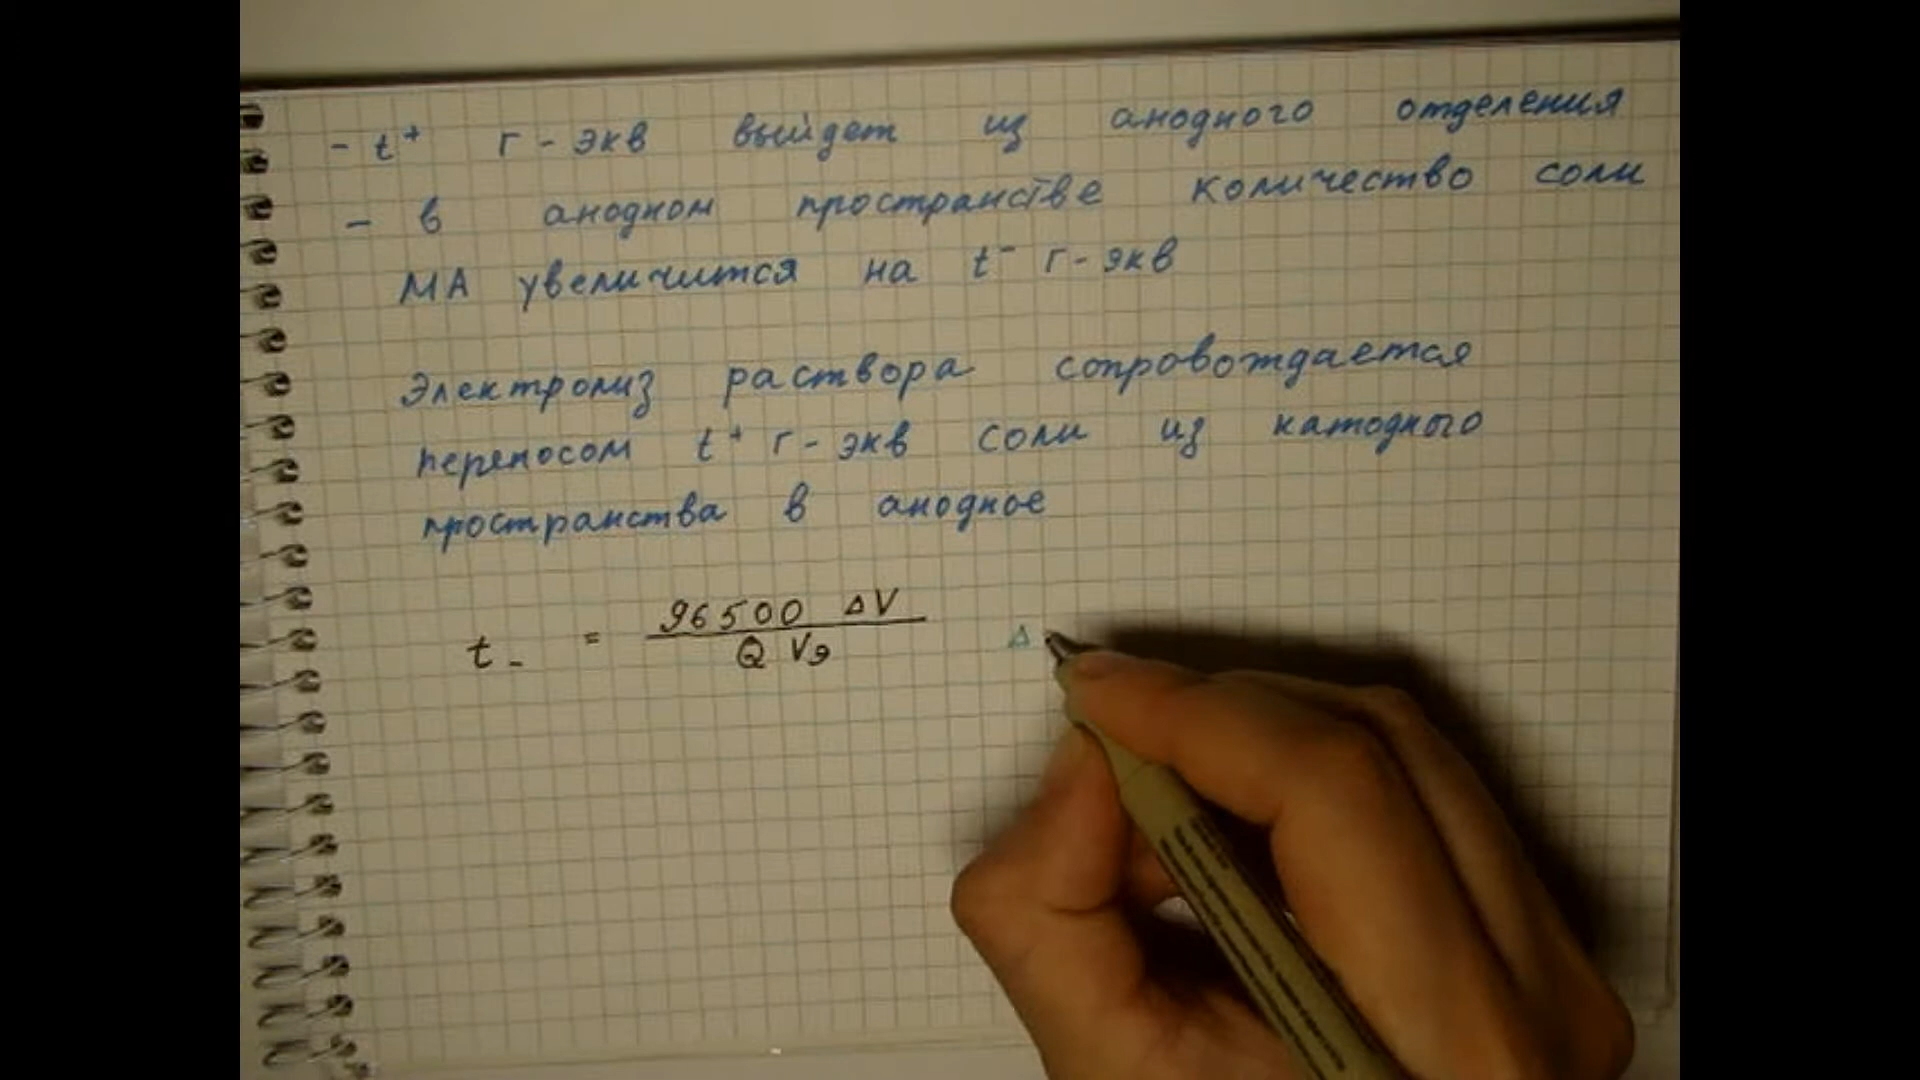 - t⁺ г-экв выйдет из анодного отделения
- в анодном пространстве количество соли
МА увеличится на t⁻ г-экв
Электролиз раствора сопровождается
переносом t⁺ г-экв соли из катодного
пространства в анодное
t₋ = 96500 ΔV / Q Vэ
Δ